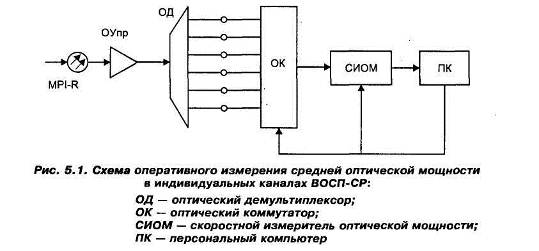 ОД
ОУпр
MPI-R
ОК
СИОМ
ПК
Рис. 5.1. Схема оперативного измерения средней оптической мощности
в индивидуальных каналах ВОСП-СР:
ОД — оптический демультиплексор;
ОК — оптический коммутатор;
СИОМ — скоростной измеритель оптической мощности;
ПК — персональный компьютер